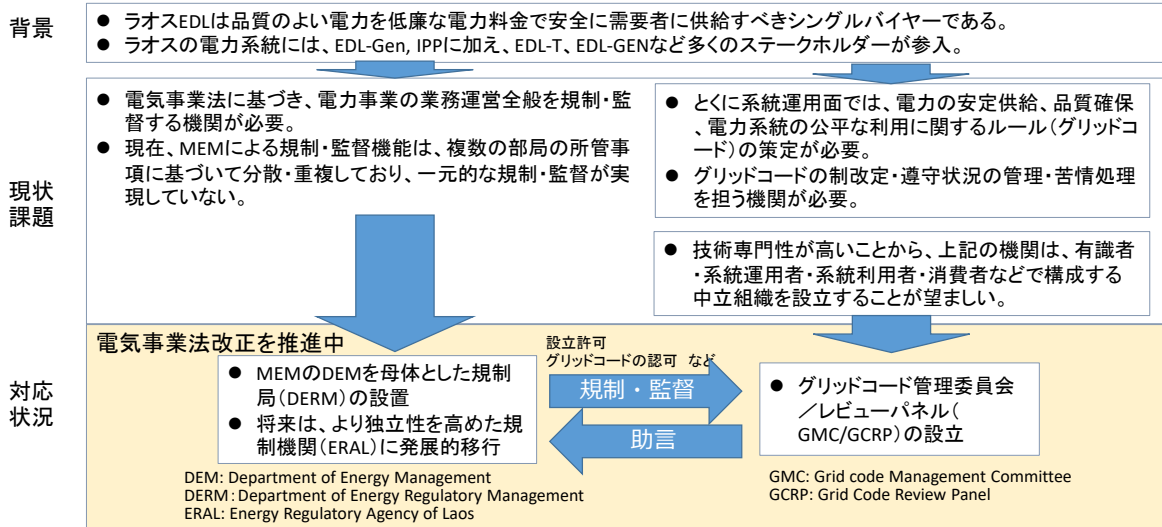 背景
● ラオスEDLは品質のよい電力を低廉な電力料金で安全に需要者に供給すべきシングルバイヤーである。
● ラオスの電力系統には、EDL-Gen, IPPに加え、EDL-T、EDL-GENなど多くのステークホルダーが参入。
現状
課題
● 電気事業法に基づき、電力事業の業務運営全般を規制・監
督する機関が必要。
● 現在、MEMによる規制・監督機能は、複数の部局の所管事
項に基づいて分散・重複しており、一元的な規制・監督が実
現していない。
● とくに系統運用面では、電力の安定供給、品質確保
、電力系統の公平な利用に関するルール(グリッドコ
ード)の策定が必要。
● グリッドコードの制改定・遵守状況の管理・苦情処理
を担う機関が必要。
● 技術専門性が高いことから、上記の機関は、有識者
・系統運用者・系統利用者・消費者などで構成する
中立組織を設立することが望ましい。
対応
状況
電気事業法改正を推進中
● MEMのDEMを母体とした規制
局(DERM)の設置
● 将来は、より独立性を高めた規
制機関(ERAL)に発展的移行
設立許可
グリッドコードの認可 など
規制・監督
助言
● グリッドコード管理委員会
/レビューパネル(
GMC/GCRP)の設立
DEM: Department of Energy Management
DERM: Department of Energy Regulatory Management
ERAL: Energy Regulatory Agency of Laos
GMC: Grid code Management Committee
GCRP: Grid Code Review Panel